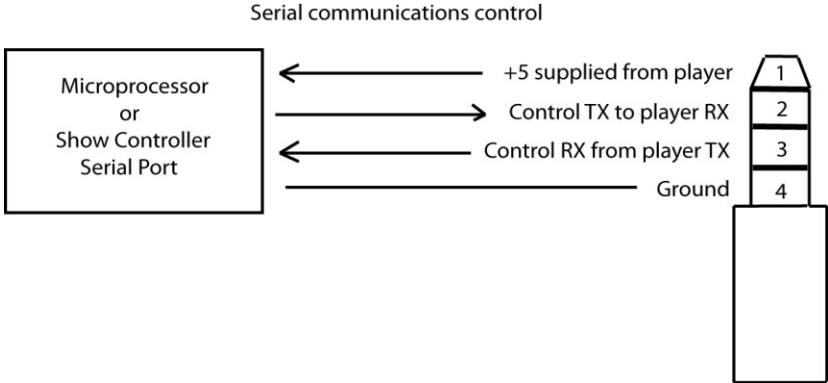 Serial communications control
Microprocessor
or
Show Controller
Serial Port
+5 supplied from player
Control TX to player RX
Control RX from player TX
Ground
1
2
3
4